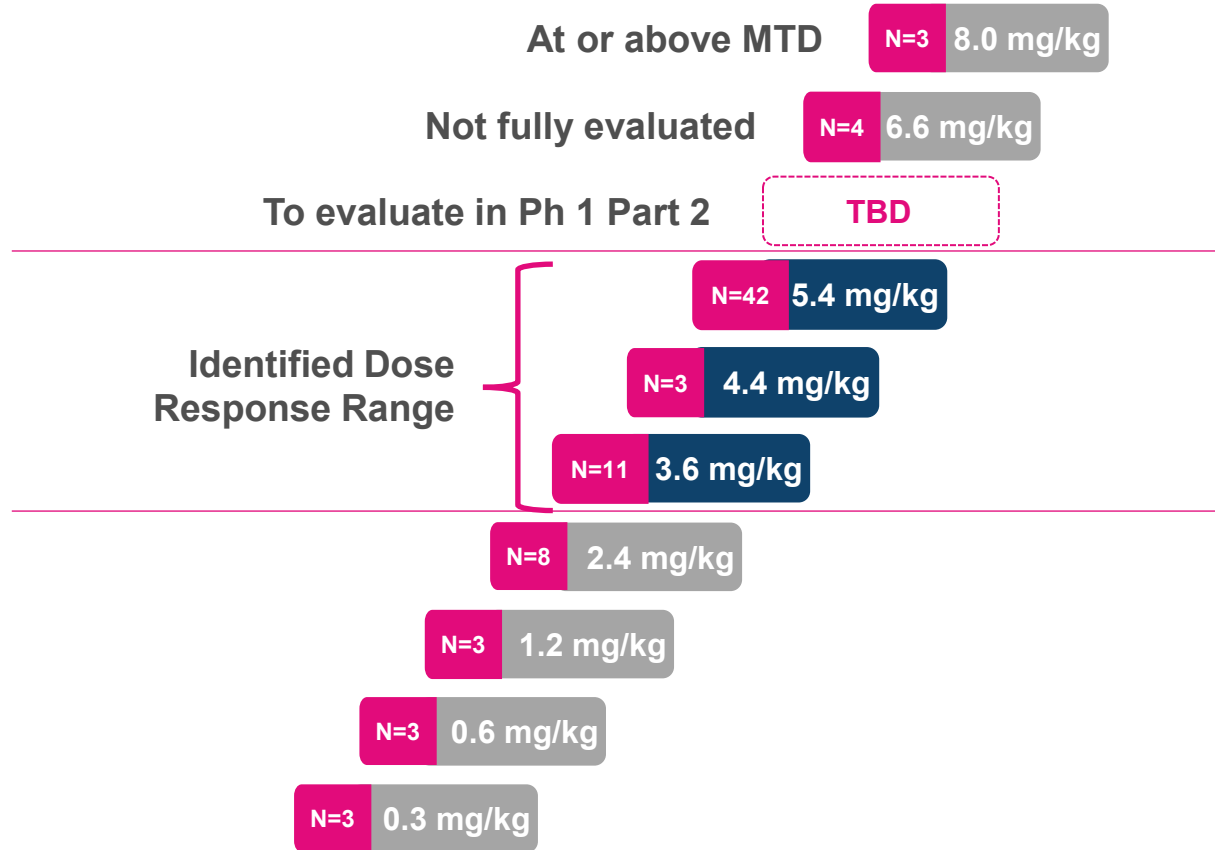 At or above MTD N=3 8.0 mg/kg
Not fully evaluated N=4 6.6 mg/kg
To evaluate in Ph 1 Part 2 TBD
N=42 5.4 mg/kg
Identified Dose
Response Range
N=3 4.4 mg/kg
N=11 3.6 mg/kg
N=8 2.4 mg/kg
N=3 1.2 mg/kg
N=3 0.6 mg/kg
N=3 0.3 mg/kg